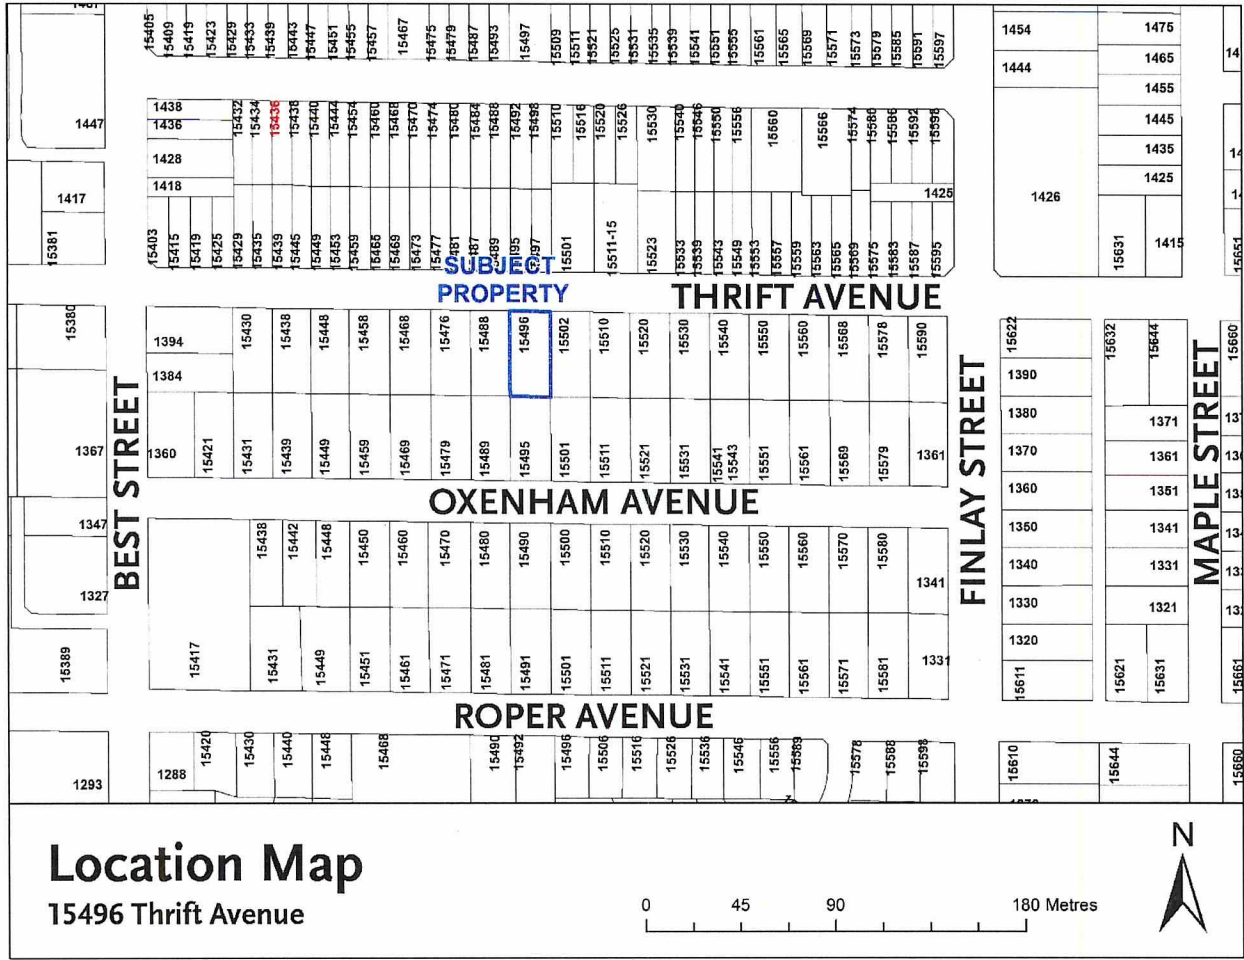 15405 15409 15419 15423 15429 15433 15439 15443 15447 15451 15455 15457 15467 15475 15479 15487 15493 15497 15509 15511 15521 15525 15531 15535 15539 15541 15551 15561 15565 15569 15571 15573 15579 15585 15591 15597
1454 1475
1444 1465
1455
1447
1438 15432 15434 15436 15438 15440 15444 15454 15460 15468 15470 15474 15480 15484 15488 15492 15498 15510 15516 15520 15526 15530 15540 15546 15550 15556 15560 15566 15574 15580 15586 15592 15598
1436 1445
1435
1428
1418 1425 1425
1417 1426
15381 15403 15415 15419 15425 15429 15435 15439 15445 15449 15453 15459 15465 15469 15473 15477 15481 15487 15489 15495 15497 15501 15511-15 15523 15533 15539 15543 15549 15553 15557 15559 15563 15565 15569 15575 15583 15587 15595 15631 1415 15651
SUBJECT
PROPERTY
THRIFT AVENUE
15380 15430 15438 15448 15458 15468 15476 15488 15496 15502 15510 15520 15530 15540 15550 15560 15568 15578 15590 15622 15632 15644 15660
1394
1384 1390
1380 1371
1367 1360 15421 15431 15439 15449 15459 15469 15479 15489 15495 15501 15511 15521 15531 15541 15543 15551 15561 15569 15579 1361 1370 1361
BEST STREET
FINLAY STREET
MAPLE STREET
OXENHAM AVENUE
1360 1351
1347 15438 15442 15448 15450 15460 15470 15480 15490 15500 15510 15520 15530 15540 15550 15560 15570 15580 1350 1341
1340 1331
1327 1341 1330 1321
1320
15389 15417 15431 15449 15451 15461 15471 15481 15491 15501 15511 15521 15531 15541 15551 15561 15571 15581 1331 15611 15621 15631 15661
ROPER AVENUE
15420 15430 15440 15448 15468 15490 15492 15496 15506 15516 15526 15536 15546 15556 15589 15578 15588 15598 15610 15644 15660
1293 1288
Location Map
15496 Thrift Avenue
N
0 45 90 180 Metres